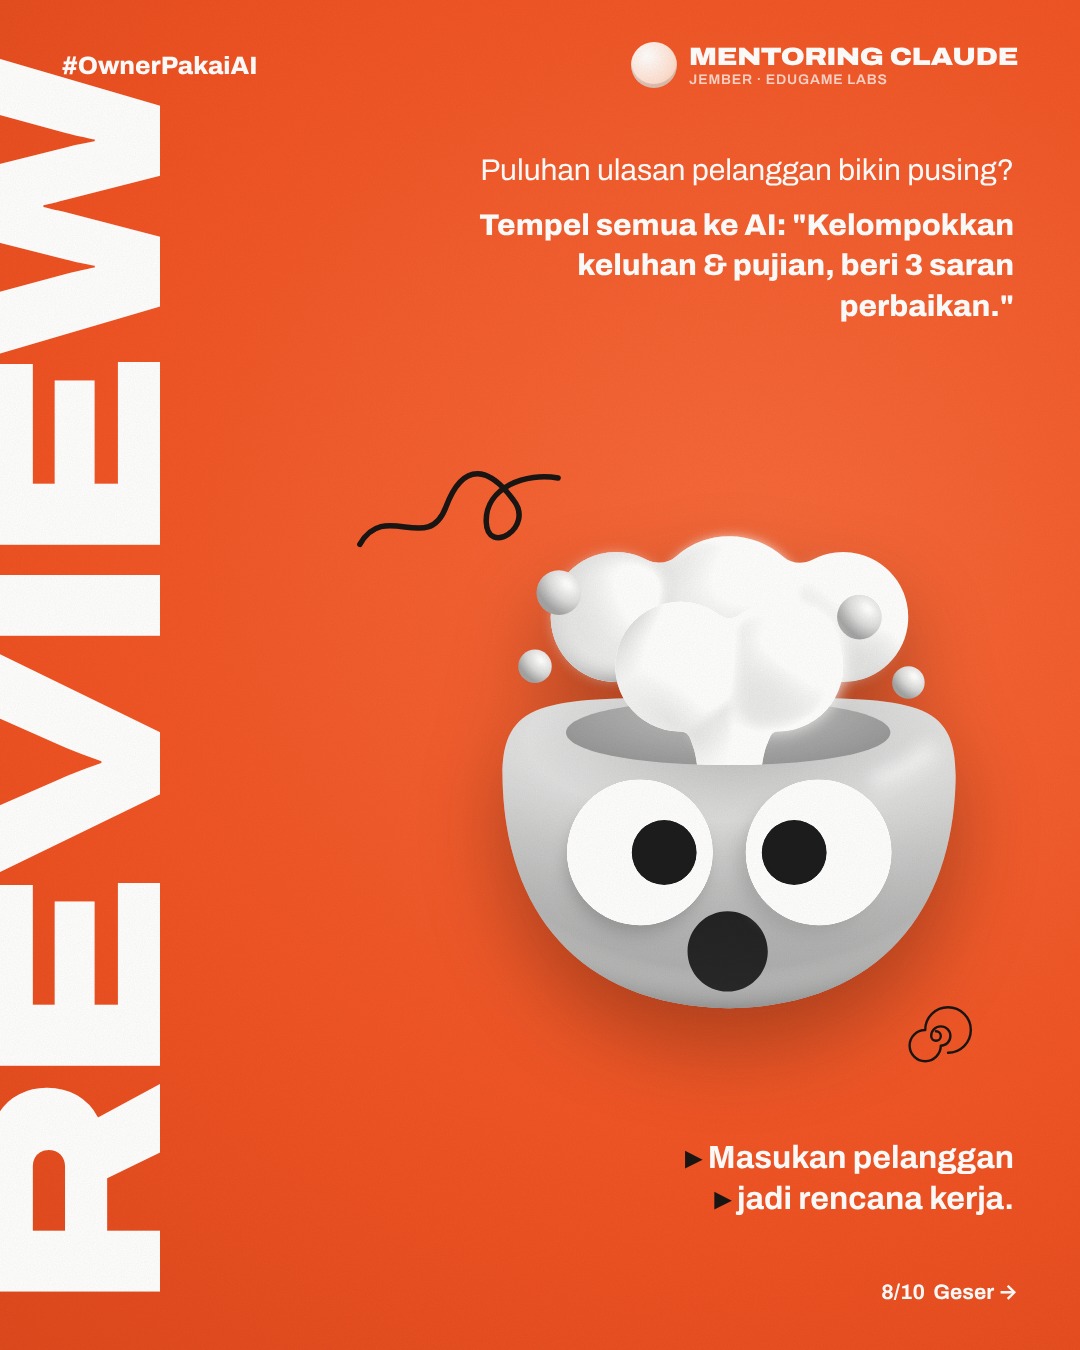 #OwnerPakaiAI
MENTORING CLAUDE
JEMBER · EDUGAME LABS
Puluhan ulasan pelanggan bikin pusing?
Tempel semua ke AI: "Kelompokkan
keluhan & pujian, beri 3 saran
perbaikan."
REVIEW
▸ Masukan pelanggan
▸ jadi rencana kerja.
8/10 Geser →